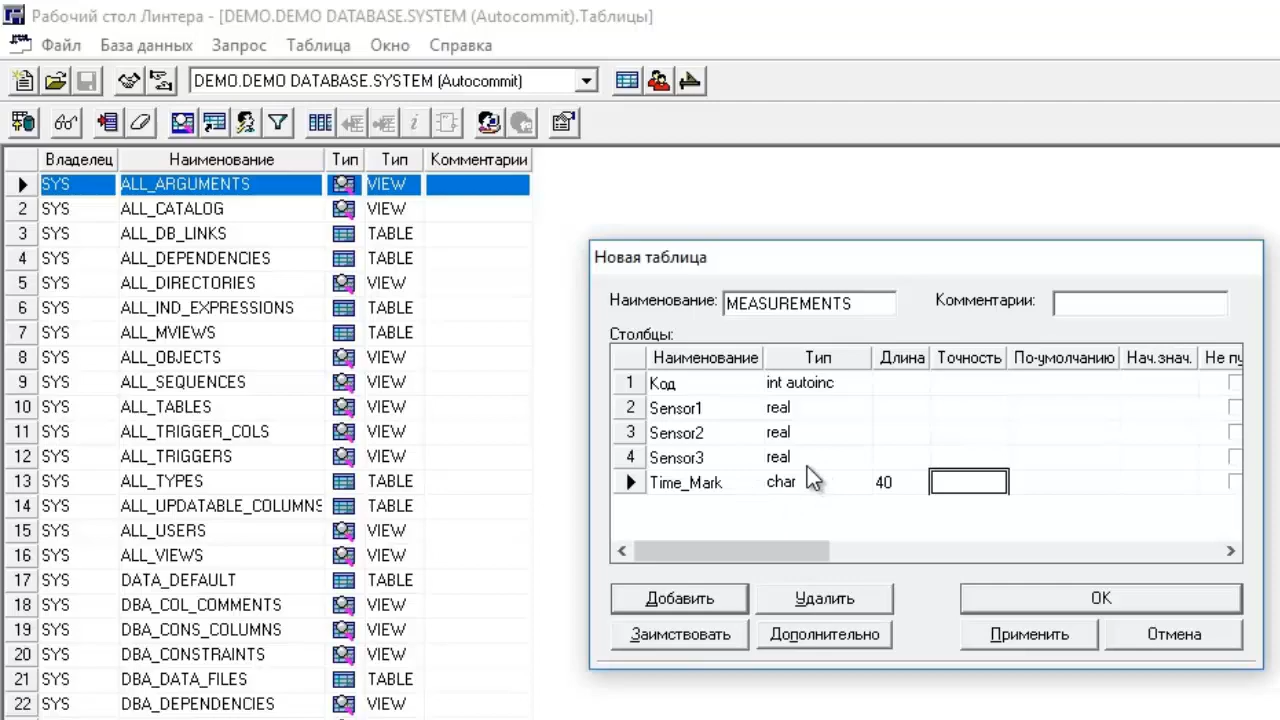 Рабочий стол Линтера - [DEMO.DEMO DATABASE.SYSTEM (Autocommit).Таблицы]
Файл База данных Запрос Таблица Окно Справка
DEMO.DEMO DATABASE.SYSTEM (Autocommit)
Владелец Наименование Тип Тип Комментарии
SYS ALL_ARGUMENTS VIEW
2 SYS ALL_CATALOG VIEW
3 SYS ALL_DB_LINKS TABLE
4 SYS ALL_DEPENDENCIES TABLE
5 SYS ALL_DIRECTORIES VIEW
6 SYS ALL_IND_EXPRESSIONS TABLE
7 SYS ALL_MVIEWS TABLE
8 SYS ALL_OBJECTS VIEW
9 SYS ALL_SEQUENCES VIEW
10 SYS ALL_TABLES VIEW
11 SYS ALL_TRIGGER_COLS VIEW
12 SYS ALL_TRIGGERS VIEW
13 SYS ALL_TYPES TABLE
14 SYS ALL_UPDATABLE_COLUMNS TABLE
15 SYS ALL_USERS VIEW
16 SYS ALL_VIEWS VIEW
17 SYS DATA_DEFAULT TABLE
18 SYS DBA_COL_COMMENTS VIEW
19 SYS DBA_CONS_COLUMNS VIEW
20 SYS DBA_CONSTRAINTS VIEW
21 SYS DBA_DATA_FILES TABLE
22 SYS DBA_DEPENDENCIES VIEW
Новая таблица
Наименование: MEASUREMENTS Комментарии:
Столбцы:
Наименование Тип Длина Точность По-умолчанию Нач.знач. Не пу
1 Код int autoinc
2 Sensor1 real
3 Sensor2 real
4 Sensor3 real
Time_Mark char 40
Добавить Удалить OK
Заимствовать Дополнительно Применить Отмена